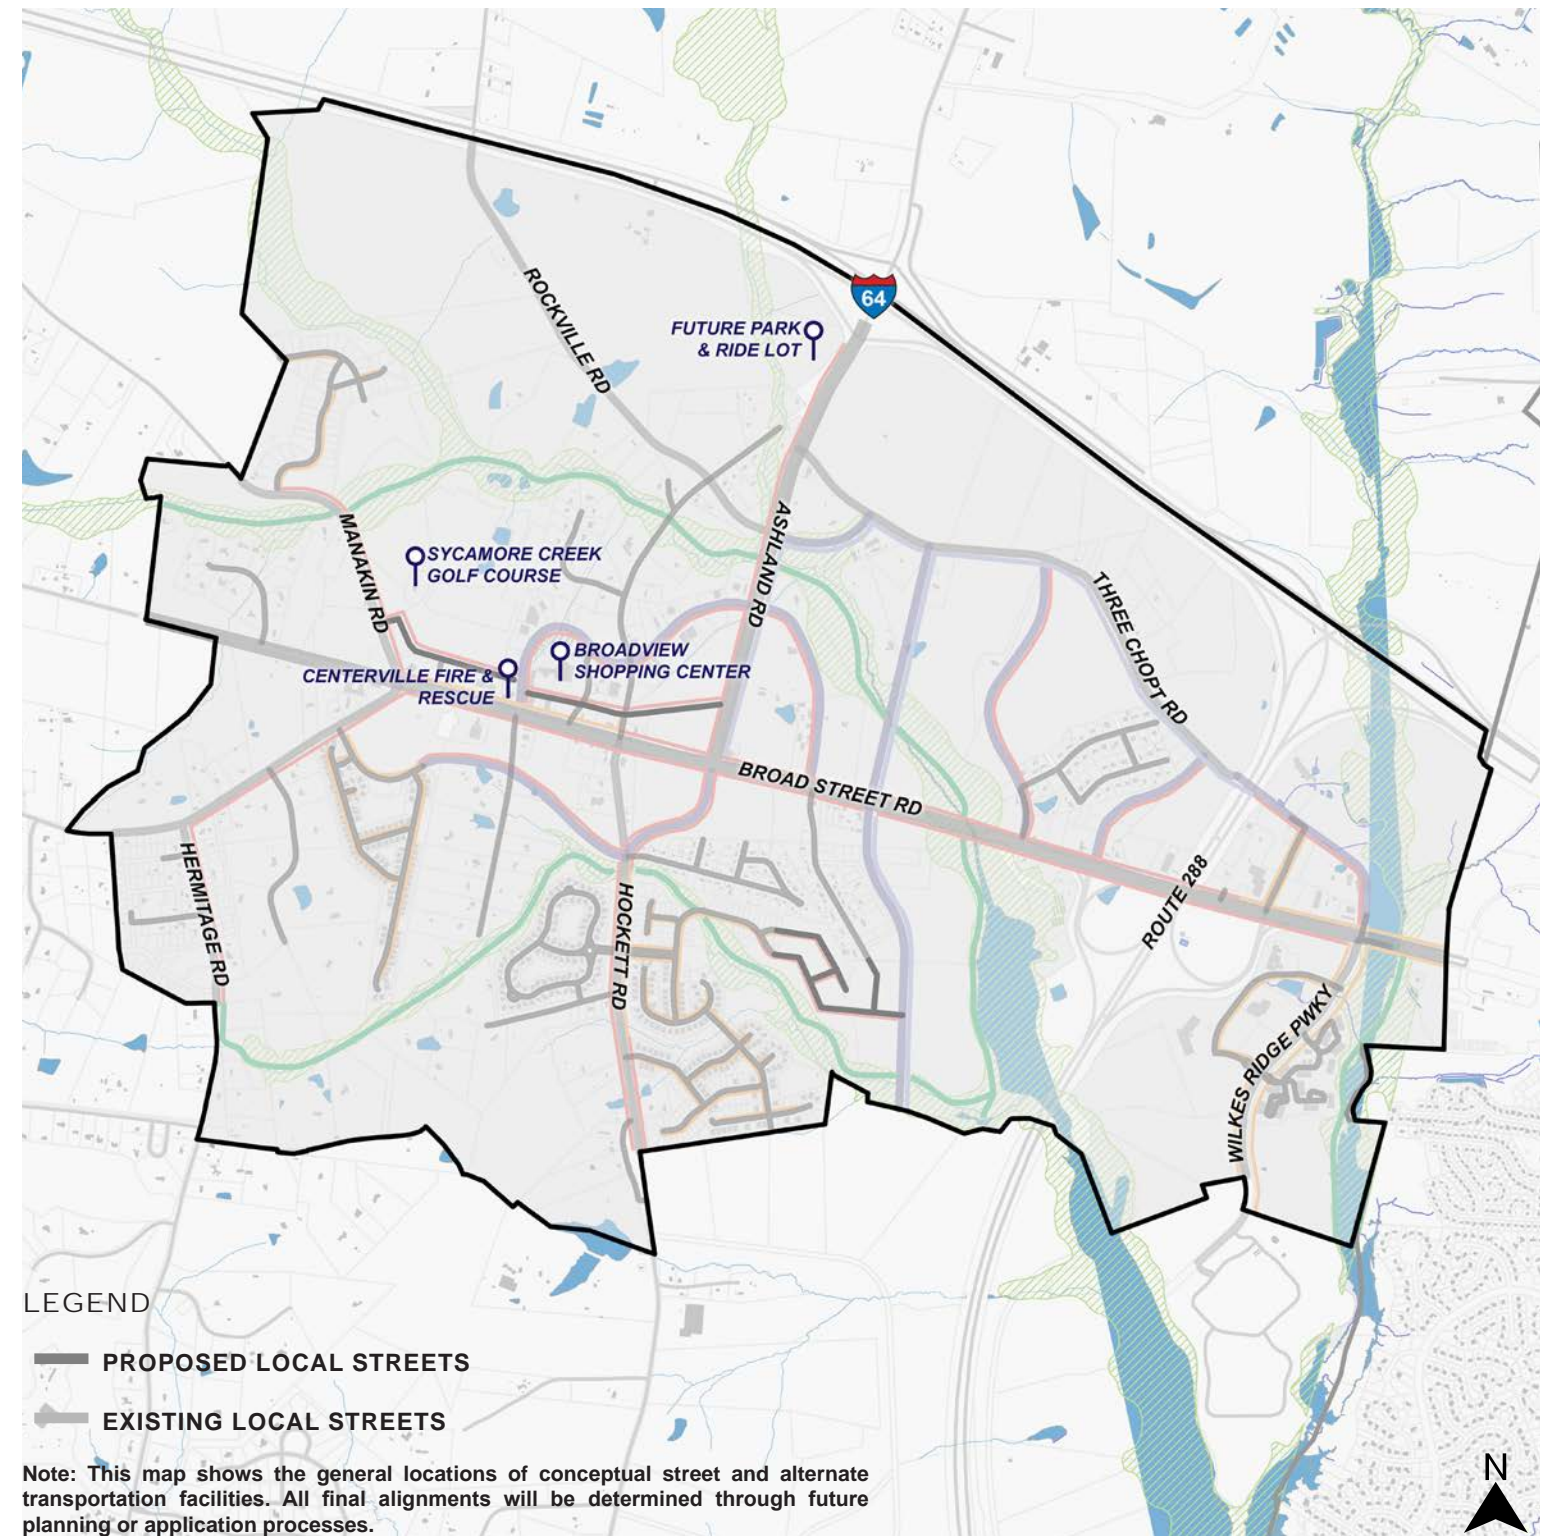 64
ROCKVILLE RD
FUTURE PARK
& RIDE LOT
ASHLAND RD
MANAKIN RD
SYCAMORE CREEK
GOLF COURSE
THREE CHOPT RD
BROADVIEW
SHOPPING CENTER
CENTERVILLE FIRE &
RESCUE
BROAD STREET RD
HERMITAGE RD
HOCKETT RD
ROUTE 288
WILKES RIDGE PWKY
LEGEND
PROPOSED LOCAL STREETS
EXISTING LOCAL STREETS
Note: This map shows the general locations of conceptual street and alternate
transportation facilities. All final alignments will be determined through future
planning or application processes.
N